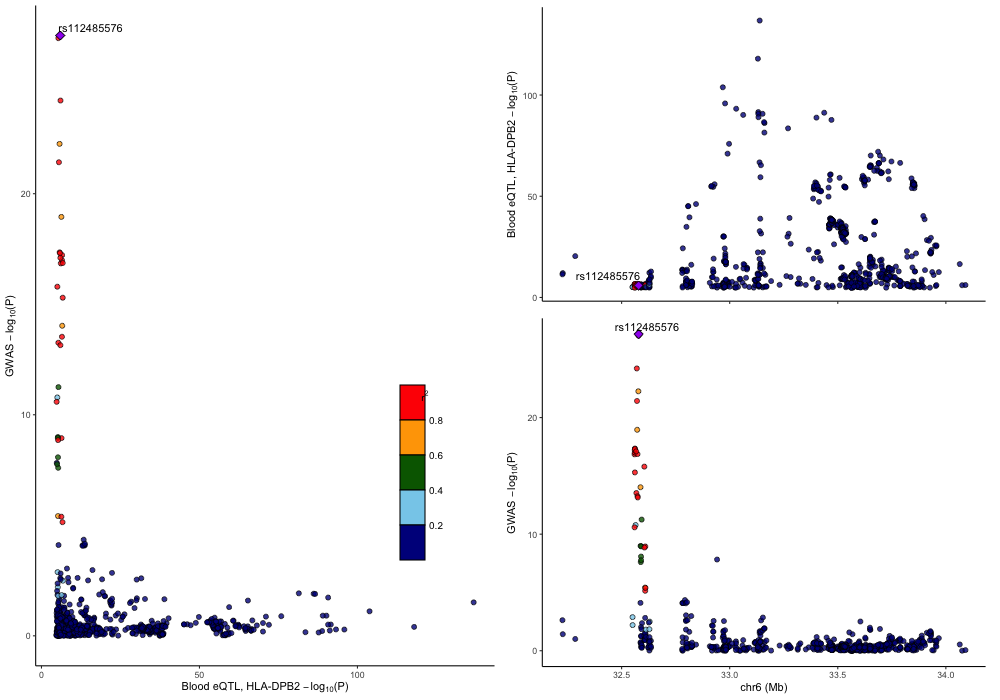 rs112485576
20
10
0
GWAS −log10(P)
0
50
100
Blood eQTL, HLA−DPB2 −log10(P)
r2
0.8
0.6
0.4
0.2
100
50
0
Blood eQTL, HLA−DPB2 −log10(P)
rs112485576
rs112485576
20
10
0
GWAS −log10(P)
32.5
33.0
33.5
34.0
chr6 (Mb)